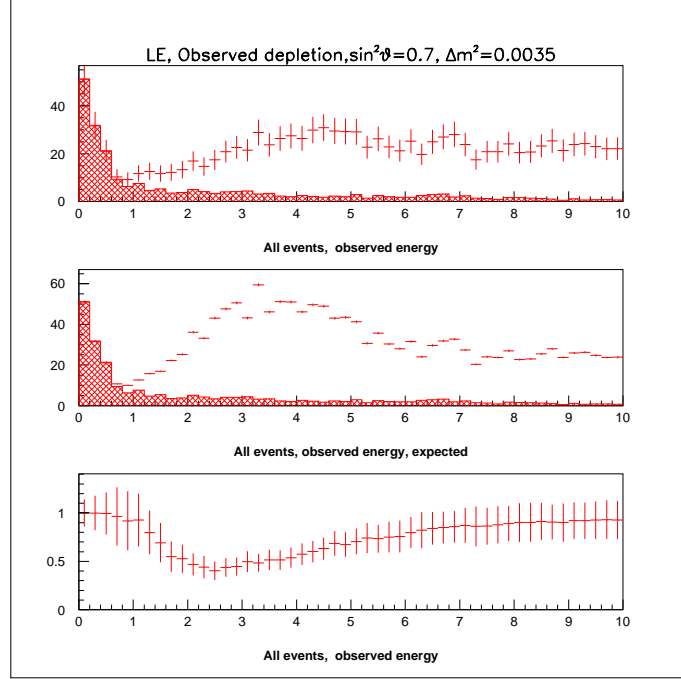 LE, Observed depletion,sin²ϑ=0.7, Δm²=0.0035
40
20
0
0 1 2 3 4 5 6 7 8 9 10
All events, observed energy
60
40
20
0
0 1 2 3 4 5 6 7 8 9 10
All events, observed energy, expected
1
0.5
0
0 1 2 3 4 5 6 7 8 9 10
All events, observed energy